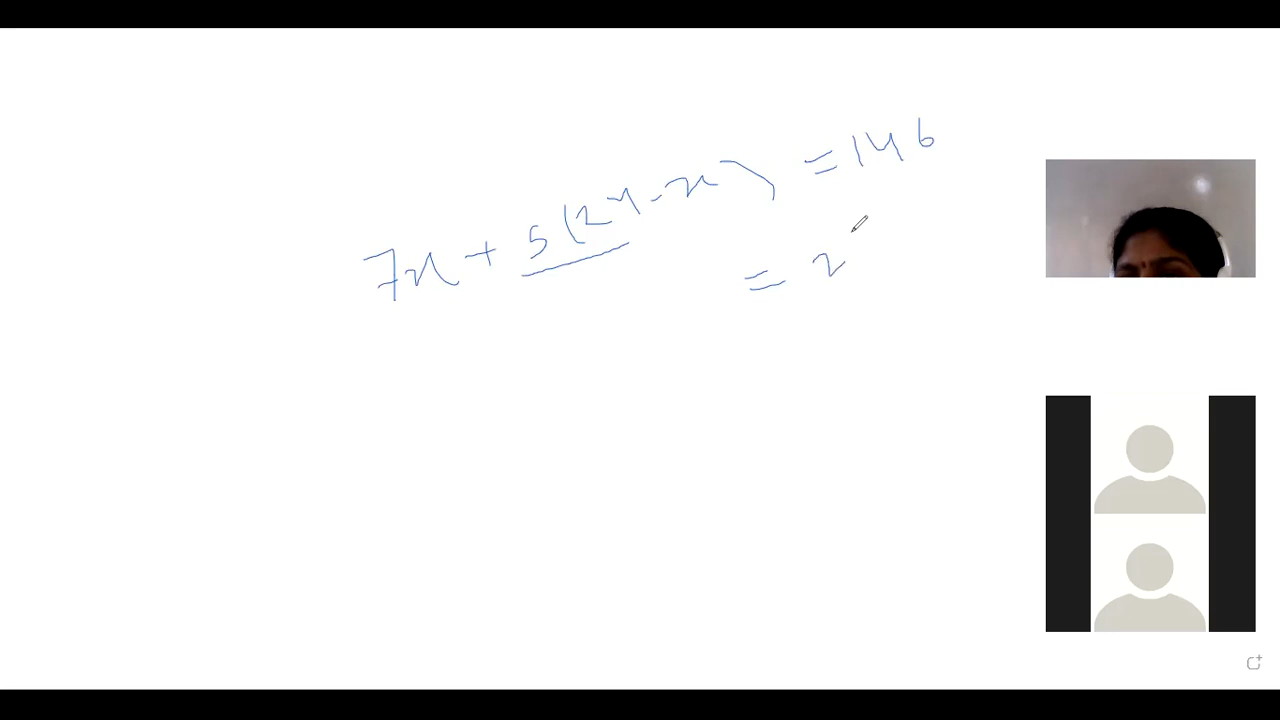 7x + 5(24-x) = 146
= 2